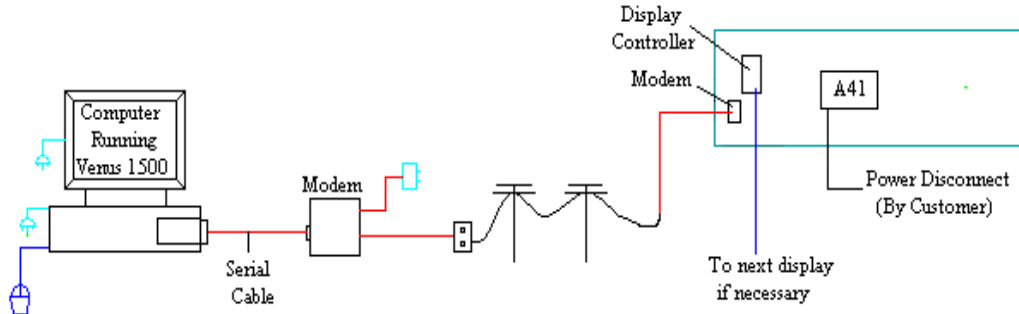 Display
Controller
Modem
A41
Computer
Running
Venus 1500
Modem
Power Disconnect
(By Customer)
Serial
Cable
To next display
if necessary